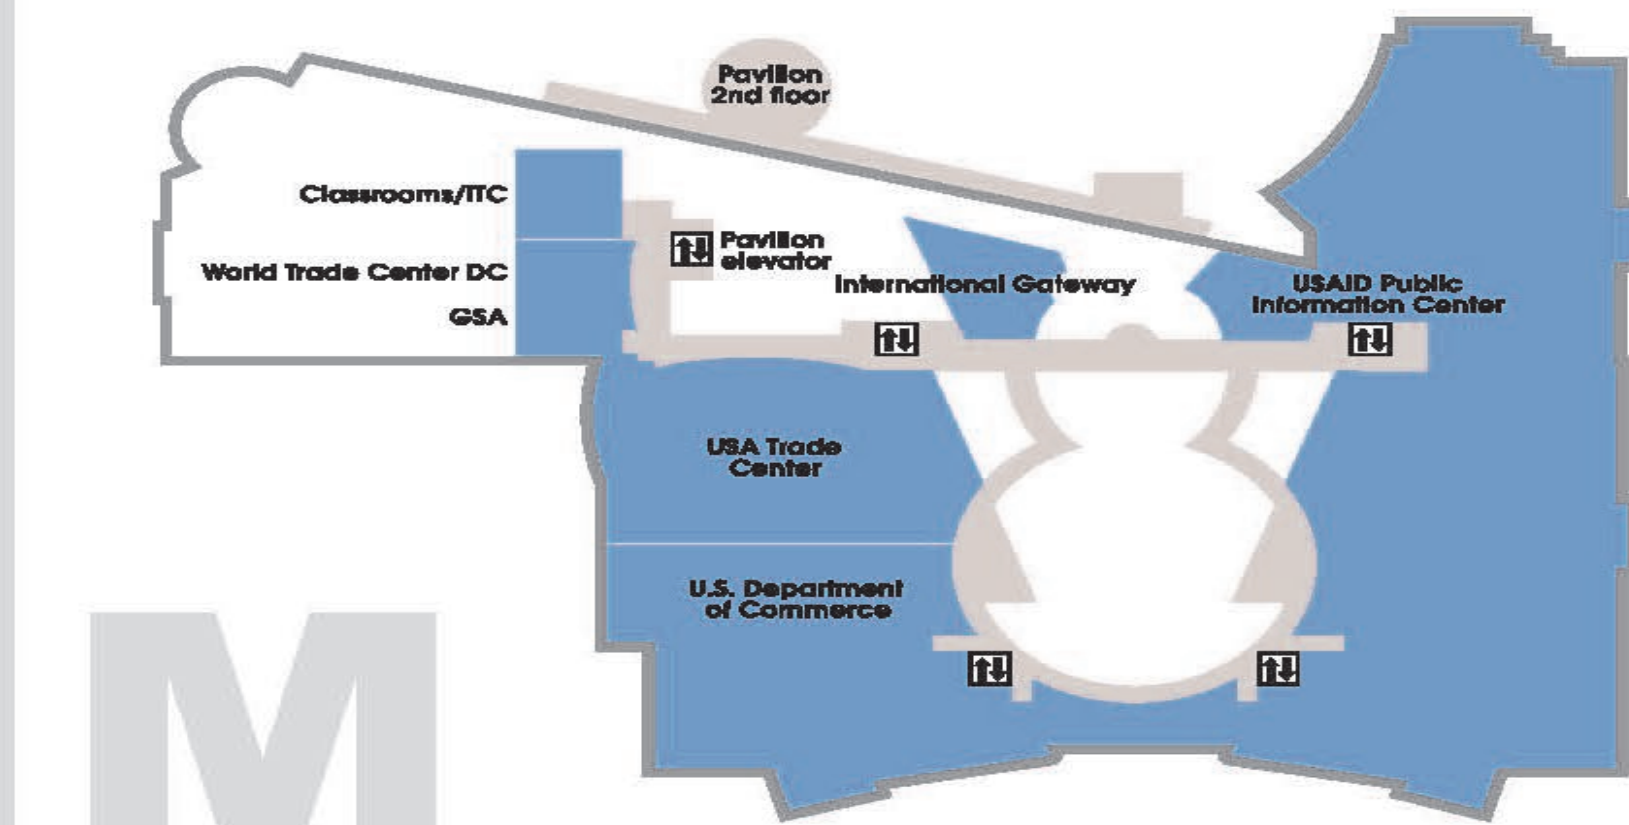 Pavilion
2nd floor
Classrooms/ITC
Pavilion
elevator
World Trade Center DC
International Gateway
USAID Public
Information Center
GSA
USA Trade
Center
U.S. Department
of Commerce
M